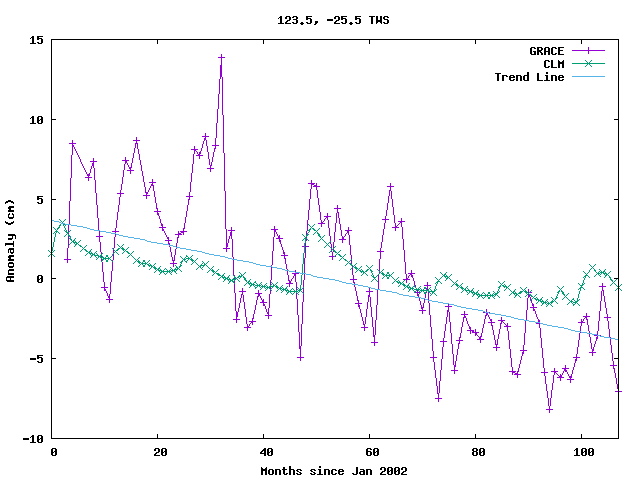 123.5, -25.5 TWS
GRACE
CLM
Trend Line
Anomaly (cm)
15
10
5
0
-5
-10
0 20 40 60 80 100
Months since Jan 2002